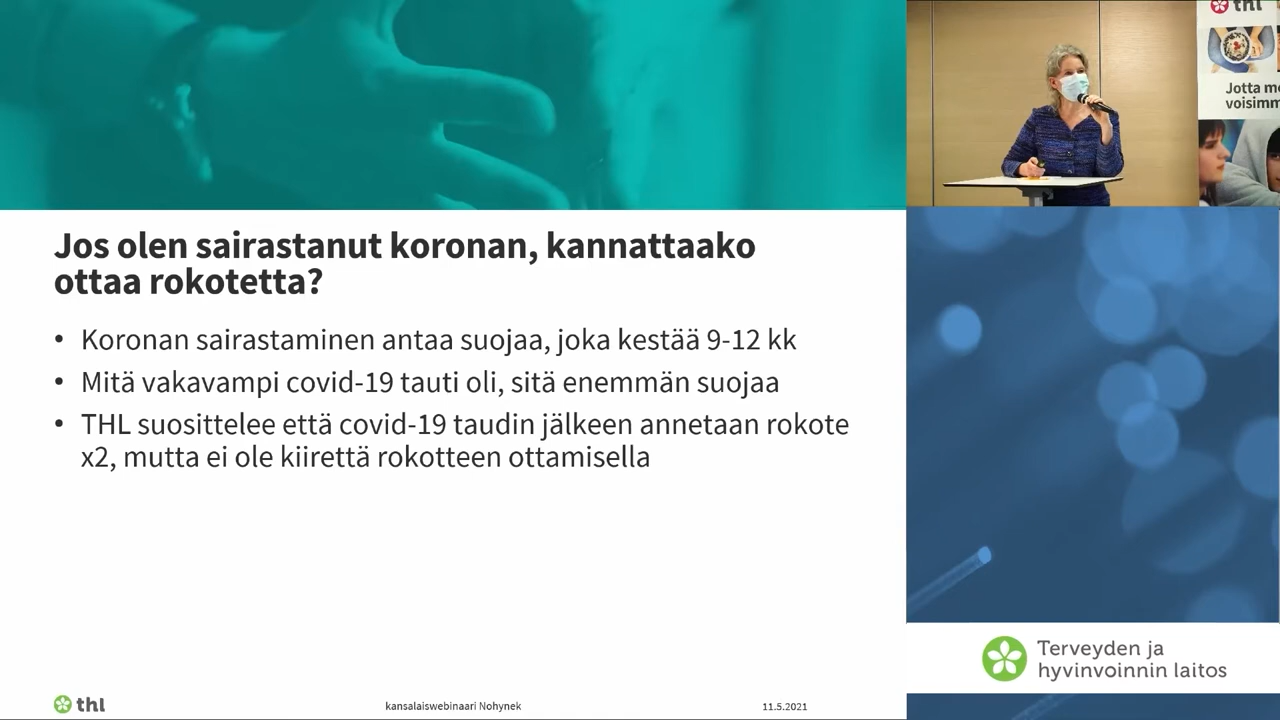 Jos olen sairastanut koronan, kannattaako
ottaa rokotetta?
• Koronan sairastaminen antaa suojaa, joka kestää 9-12 kk
• Mitä vakavampi covid-19 tauti oli, sitä enemmän suojaa
• THL suosittelee että covid-19 taudin jälkeen annetaan rokote
x2, mutta ei ole kiirettä rokotteen ottamisella
thl
kansalaiswebinaari Nohynek
11.5.2021
thl
Jotta
Terveyden ja
hyvinvoinnin laitos